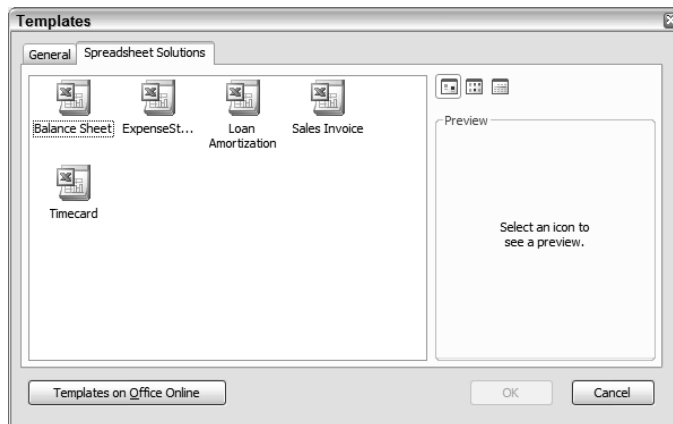 Templates
General
Spreadsheet Solutions
Balance Sheet
ExpenseSt...
Loan
Amortization
Sales Invoice
Timecard
Preview
Select an icon to
see a preview.
Templates on Office Online
OK
Cancel